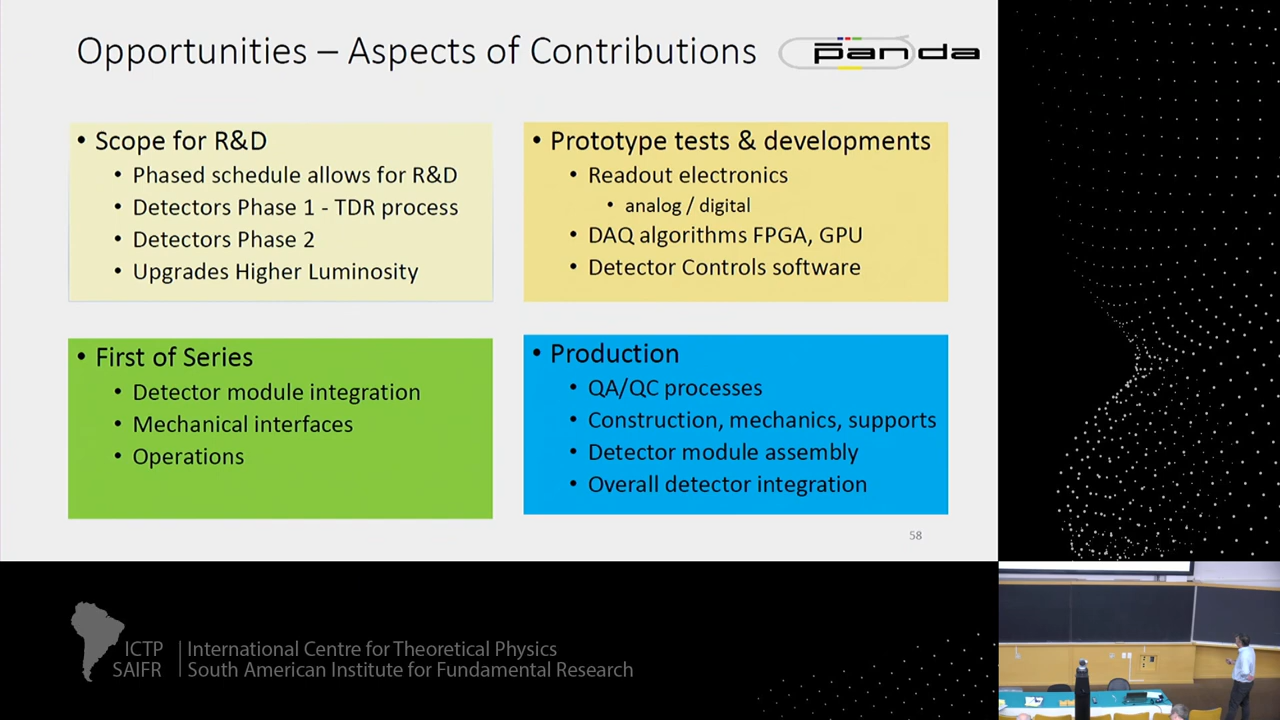 Opportunities – Aspects of Contributions
panda
• Scope for R&D
• Phased schedule allows for R&D
• Detectors Phase 1 - TDR process
• Detectors Phase 2
• Upgrades Higher Luminosity
• Prototype tests & developments
• Readout electronics
• analog / digital
• DAQ algorithms FPGA, GPU
• Detector Controls software
• First of Series
• Detector module integration
• Mechanical interfaces
• Operations
• Production
• QA/QC processes
• Construction, mechanics, supports
• Detector module assembly
• Overall detector integration
58
ICTP
SAIFR
International Centre for Theoretical Physics
South American Institute for Fundamental Research